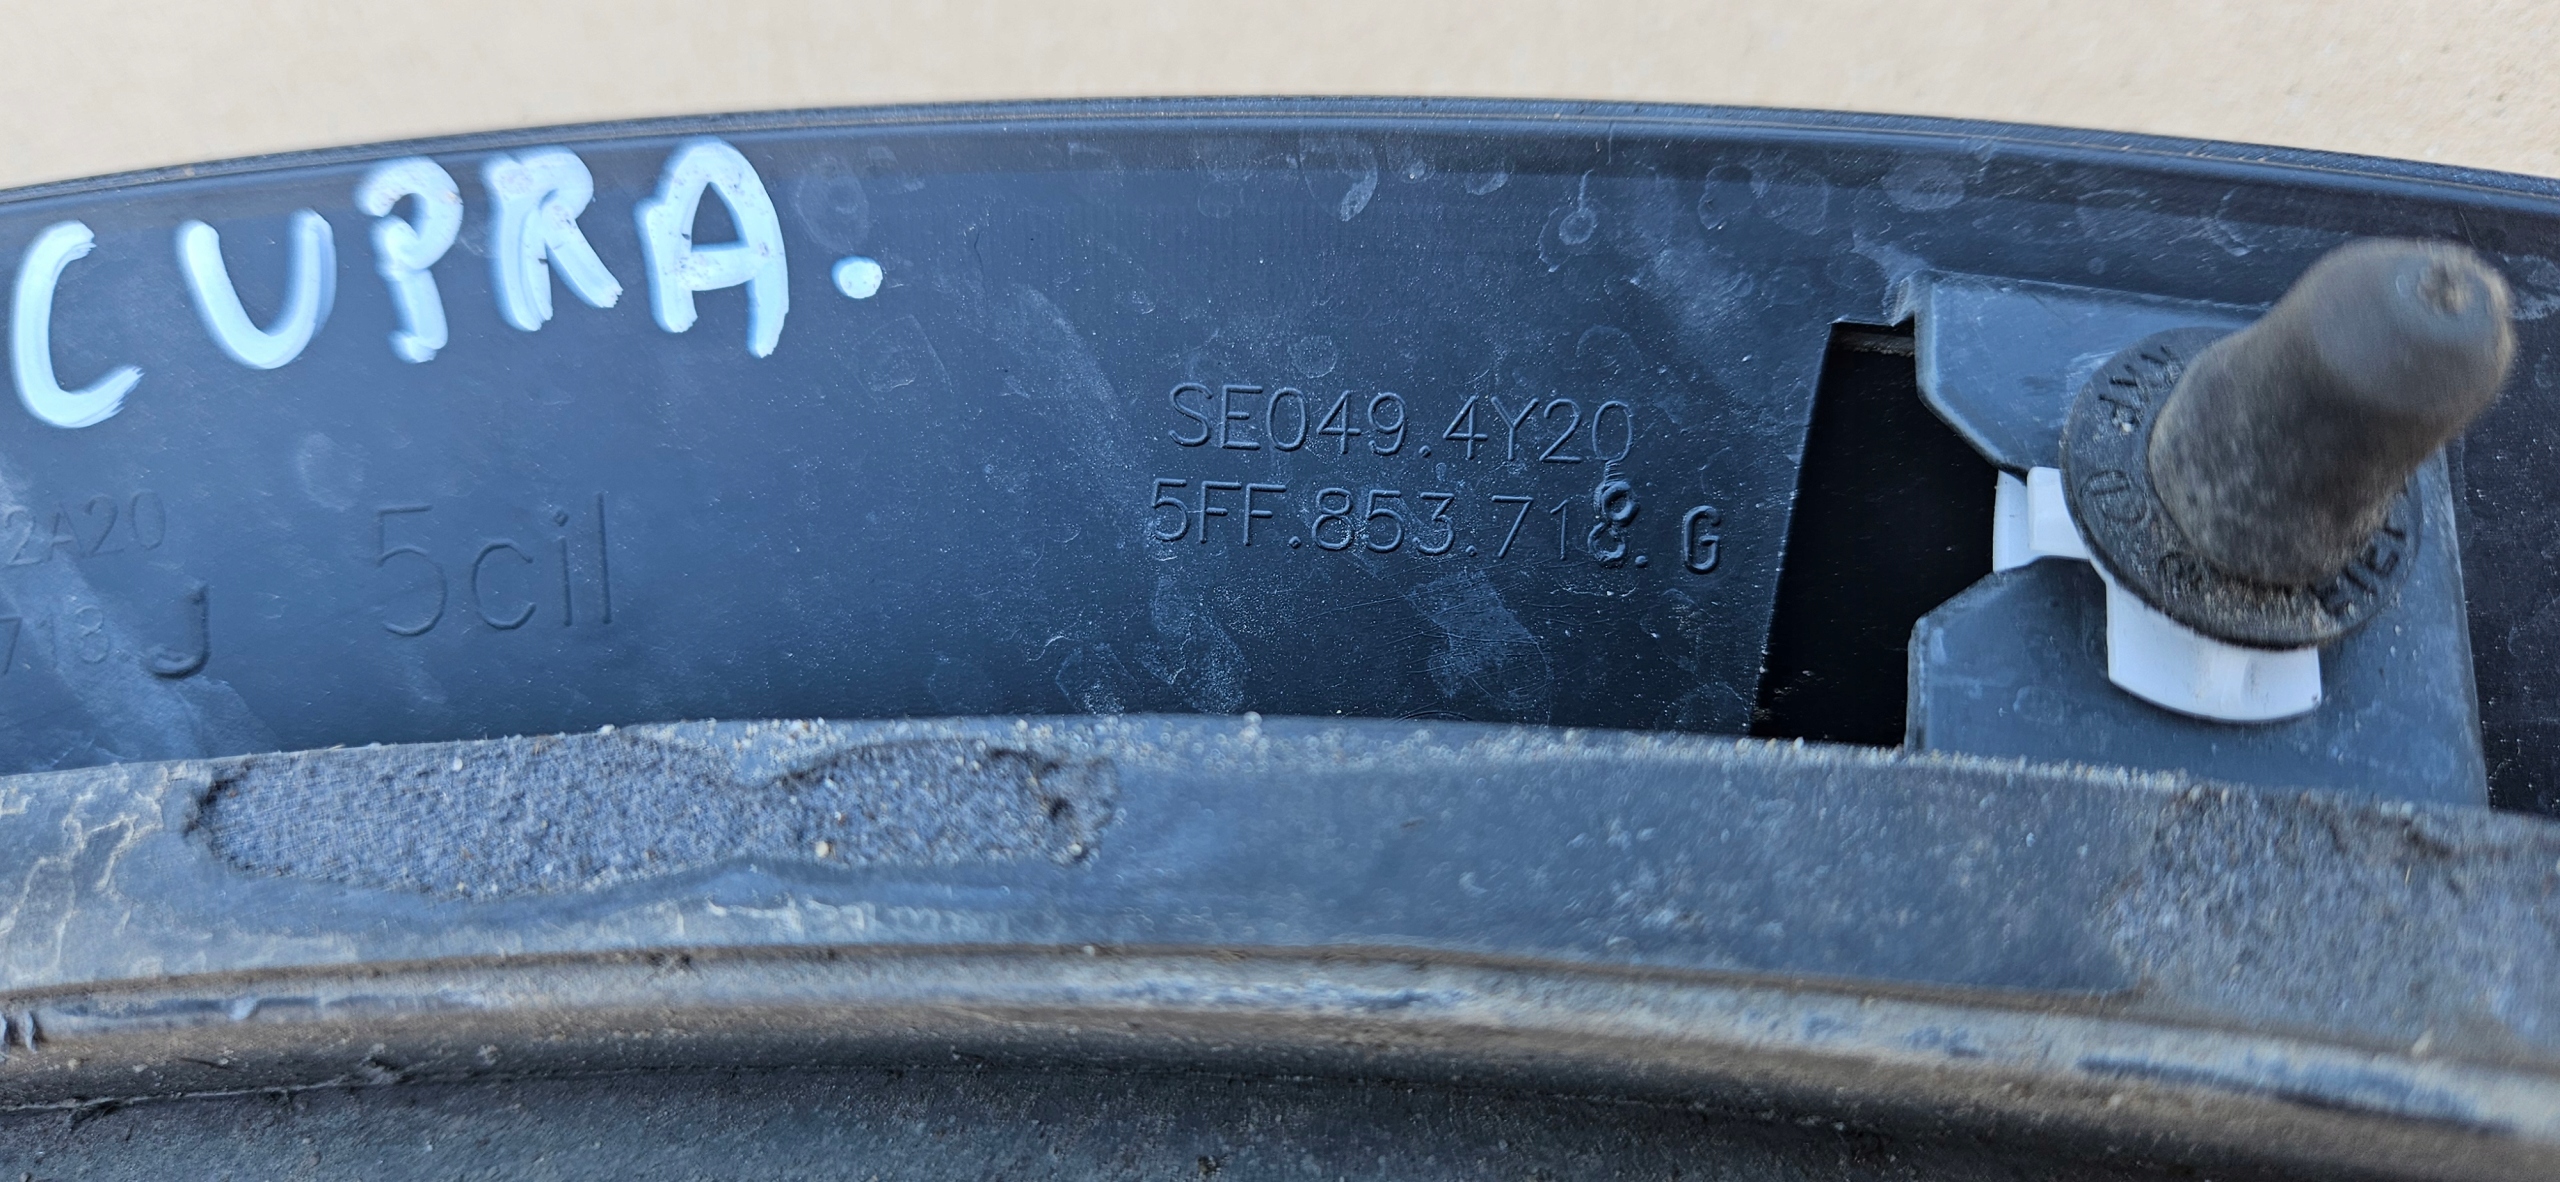 CUPRA.
SE049.4Y20
5FF.853.718. G
2A20
5cil
718. J